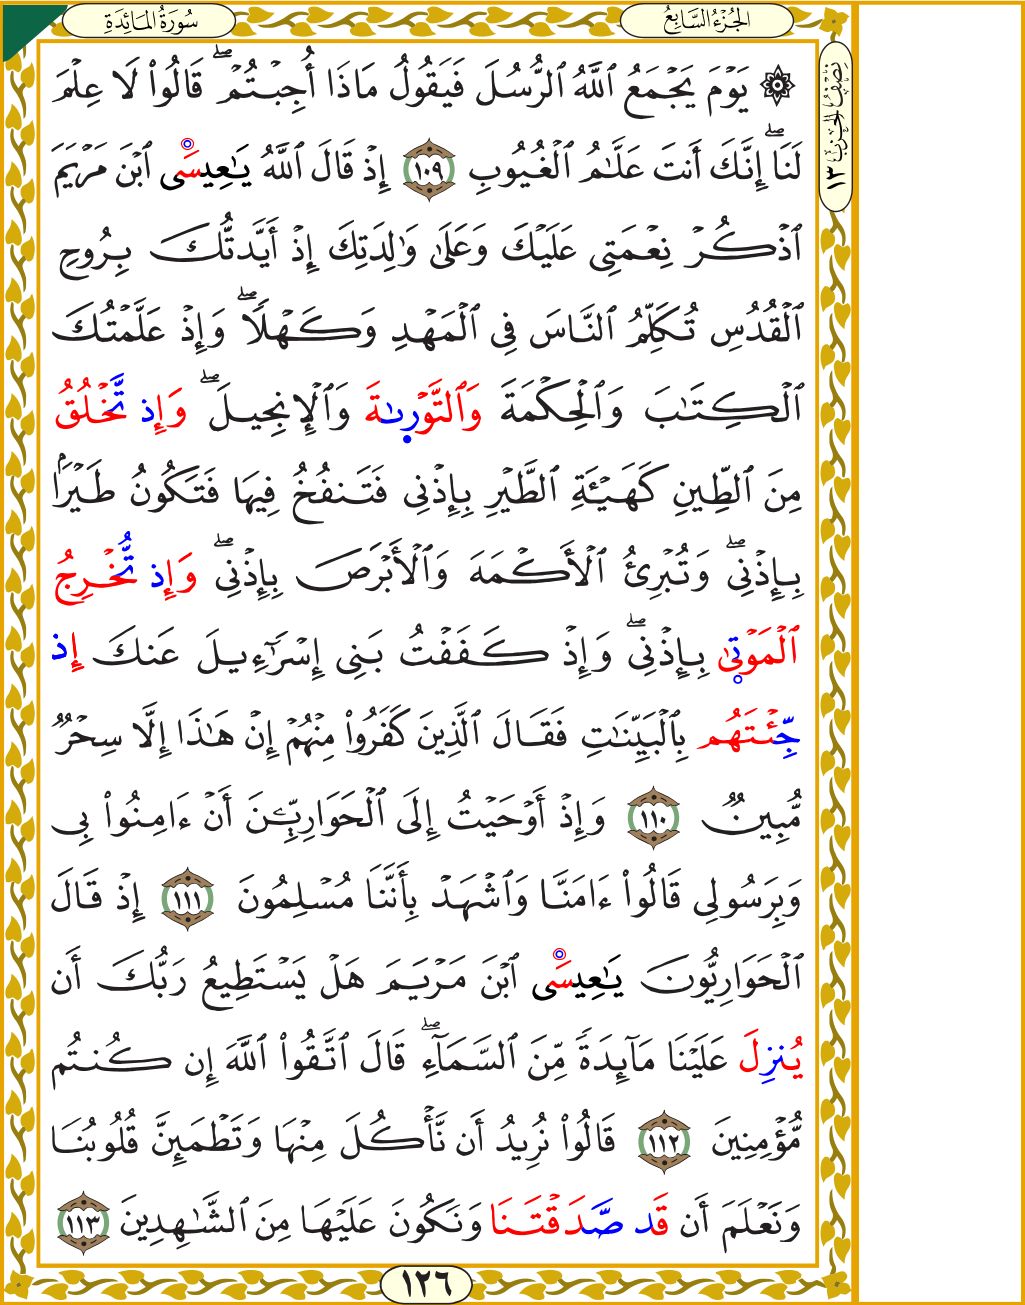 سُورَةُ المَائِدَةِ
الجُزْءُ السَّابِعُ
نِصْفُ الحِزْبِ ١٣
۞ يَوْمَ يَجْمَعُ ٱللَّهُ ٱلرُّسُلَ فَيَقُولُ مَاذَآ أُجِبْتُمْۖ قَالُوا۟ لَا عِلْمَ
لَنَآۖ إِنَّكَ أَنتَ عَلَّٰمُ ٱلْغُيُوبِ ١٠٩ إِذْ قَالَ ٱللَّهُ يَٰعِيسَى ٱبْنَ مَرْيَمَ
ٱذْكُرْ نِعْمَتِى عَلَيْكَ وَعَلَىٰ وَٰلِدَتِكَ إِذْ أَيَّدتُّكَ بِرُوحِ
ٱلْقُدُسِ تُكَلِّمُ ٱلنَّاسَ فِى ٱلْمَهْدِ وَكَهْلًاۖ وَإِذْ عَلَّمْتُكَ
ٱلْكِتَٰبَ وَٱلْحِكْمَةَ وَٱلتَّوْرِىٰةَ وَٱلْإِنجِيلَۖ وَإِذ تَّخْلُقُ
مِنَ ٱلطِّينِ كَهَيْـَٔةِ ٱلطَّيْرِ بِإِذْنِى فَتَنفُخُ فِيهَا فَتَكُونُ طَيْرًۢا
بِإِذْنِىۖ وَتُبْرِئُ ٱلْأَكْمَهَ وَٱلْأَبْرَصَ بِإِذْنِىۖ وَإِذ تُّخْرِجُ
ٱلْمَوْتِىٰ بِإِذْنِىۖ وَإِذْ كَفَفْتُ بَنِىٓ إِسْرَٰٓءِيلَ عَنكَ إِذ
جِّئْتَهُم بِٱلْبَيِّنَٰتِ فَقَالَ ٱلَّذِينَ كَفَرُوا۟ مِنْهُمْ إِنْ هَٰذَآ إِلَّا سِحْرٌ
مُّبِينٌ ١١٠ وَإِذْ أَوْحَيْتُ إِلَى ٱلْحَوَارِيِّـۧنَ أَنْ ءَامِنُوا۟ بِى
وَبِرَسُولِى قَالُوٓا۟ ءَامَنَّا وَٱشْهَدْ بِأَنَّنَا مُسْلِمُونَ ١١١ إِذْ قَالَ
ٱلْحَوَارِيُّونَ يَٰعِيسَى ٱبْنَ مَرْيَمَ هَلْ يَسْتَطِيعُ رَبُّكَ أَن
يُنزِلَ عَلَيْنَا مَآئِدَةً مِّنَ ٱلسَّمَآءِۖ قَالَ ٱتَّقُوا۟ ٱللَّهَ إِن كُنتُم
مُّؤْمِنِينَ ١١٢ قَالُوا۟ نُرِيدُ أَن نَّأْكُلَ مِنْهَا وَتَطْمَئِنَّ قُلُوبُنَا
وَنَعْلَمَ أَن قَد صَّدَقْتَنَا وَنَكُونَ عَلَيْهَا مِنَ ٱلشَّٰهِدِينَ ١١٣
١٢٦